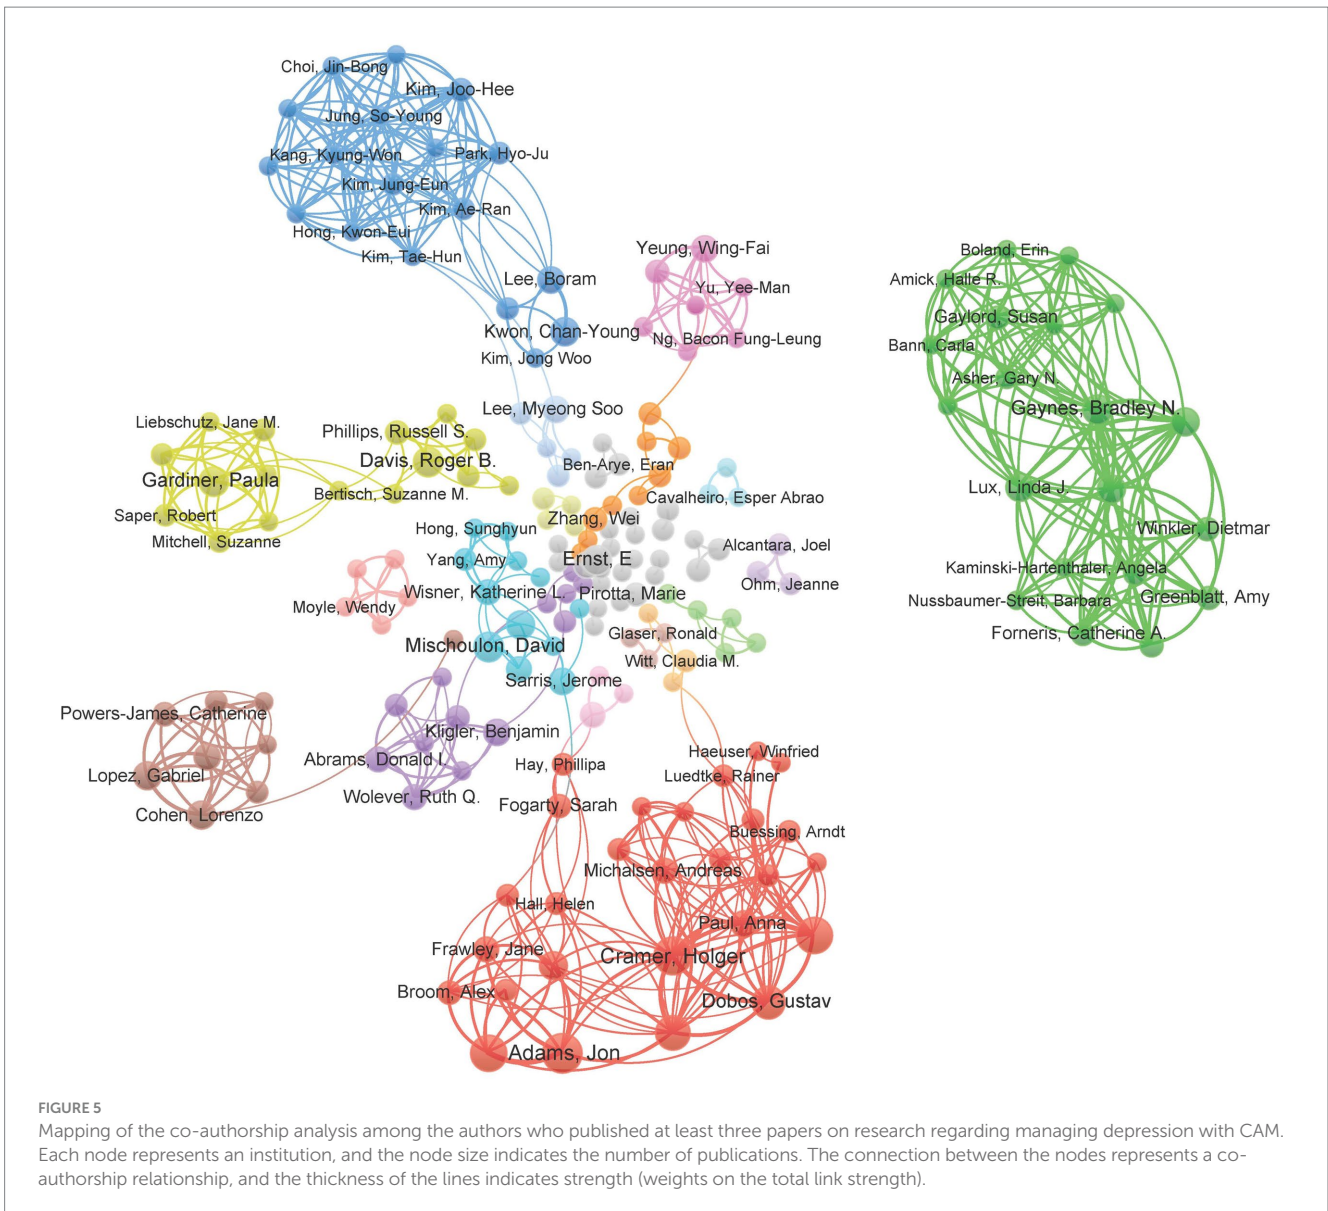 Choi, Jin-Bong
Kim, Joo-Hee
Jung, So-Young
Kang, Kyung-Won
Park, Hyo-Ju
Kim, Jung-Eun
Kim, Ae-Ran
Hong, Kwon-Eui
Kim, Tae-Hun
Lee, Boram
Kwon, Chan-Young
Kim, Jong Woo
Lee, Myeong Soo
Yeung, Wing-Fai
Yu, Yee-Man
Ng, Bacon Fung-Leung
Boland, Erin
Amick, Halle R.
Gaylord, Susan
Bann, Carla
Asher, Gary N.
Gaynes, Bradley N.
Lux, Linda J.
Winkler, Dietmar
Kaminski-Hartenthaler, Angela
Nussbaumer-Streit, Barbara
Greenblatt, Amy
Forneris, Catherine A.
Liebschutz, Jane M.
Phillips, Russell S.
Davis, Roger B.
Gardiner, Paula
Bertisch, Suzanne M.
Saper, Robert
Mitchell, Suzanne
Ben-Arye, Eran
Cavalheiro, Esper Abrao
Zhang, Wei
Hong, Sunghyun
Yang, Amy
Ernst, E
Alcantara, Joel
Ohm, Jeanne
Wisner, Katherine L.
Pirotta, Marie
Moyle, Wendy
Glaser, Ronald
Mischoulon, David
Witt, Claudia M.
Sarris, Jerome
Powers-James, Catherine
Kligler, Benjamin
Abrams, Donald I.
Lopez, Gabriel
Wolever, Ruth Q.
Cohen, Lorenzo
Hay, Phillipa
Haeuser, Winfried
Luedtke, Rainer
Fogarty, Sarah
Buessing, Arndt
Michalsen, Andreas
Hall, Helen
Paul, Anna
Frawley, Jane
Cramer, Holger
Broom, Alex
Dobos, Gustav
Adams, Jon
FIGURE 5
Mapping of the co-authorship analysis among the authors who published at least three papers on research regarding managing depression with CAM.
Each node represents an institution, and the node size indicates the number of publications. The connection between the nodes represents a co-
authorship relationship, and the thickness of the lines indicates strength (weights on the total link strength).